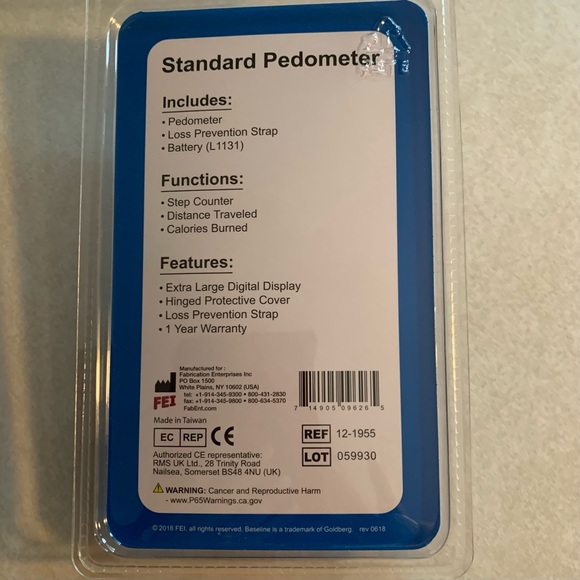 Standard Pedometer
Includes:
• Pedometer
• Loss Prevention Strap
• Battery (L1131)
Functions:
• Step Counter
• Distance Traveled
• Calories Burned
Features:
• Extra Large Digital Display
• Hinged Protective Cover
• Loss Prevention Strap
• 1 Year Warranty
Manufactured for :
Fabrication Enterprises Inc
PO Box 1500
White Plains, NY 10602 (USA)
tel: +1-914-345-9300 • 800-431-2830
fax: +1-914-345-9800 • 800-634-5370
FabEnt.com
FEI
7 14905 09626 5
Made in Taiwan
EC REP CE
REF 12-1955
LOT 059930
Authorized CE representative:
RMS UK Ltd., 28 Trinity Road
Nailsea, Somerset BS48 4NU (UK)
WARNING: Cancer and Reproductive Harm
- www.P65Warnings.ca.gov
© 2018 FEI, all rights reserved, Baseline is a trademark of Goldberg. rev 0618